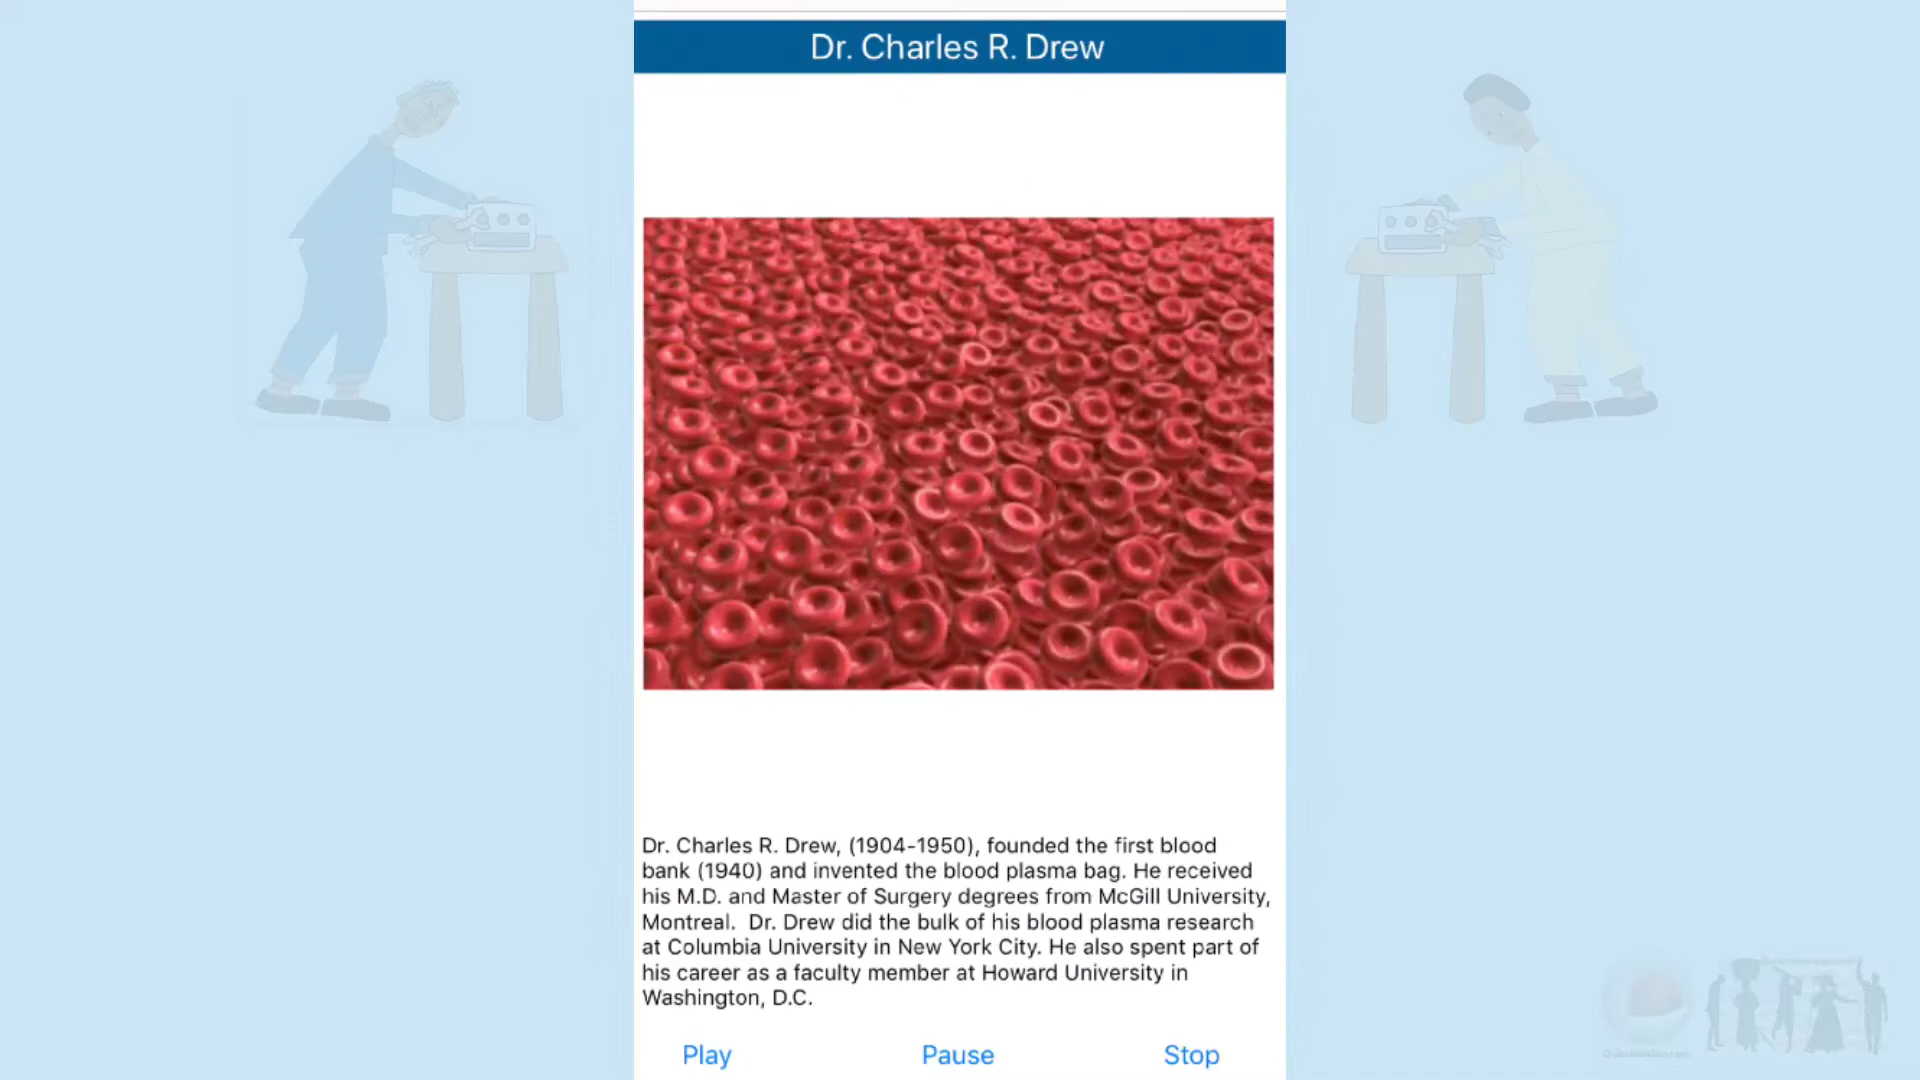 Dr. Charles R. Drew
Dr. Charles R. Drew, (1904-1950), founded the first blood
bank (1940) and invented the blood plasma bag. He received
his M.D. and Master of Surgery degrees from McGill University,
Montreal.  Dr. Drew did the bulk of his blood plasma research
at Columbia University in New York City. He also spent part of
his career as a faculty member at Howard University in
Washington, D.C.
Play Pause Stop